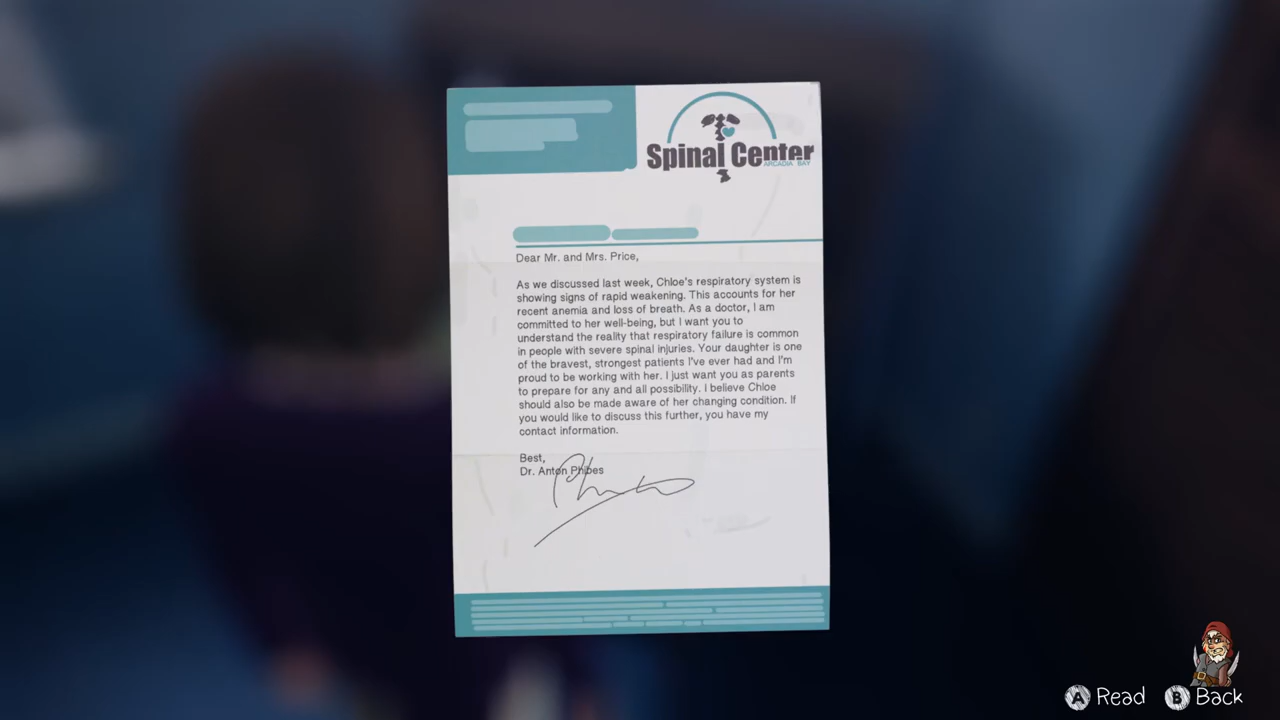 Spinal Center
ARCADIA BAY
Dear Mr. and Mrs. Price,
As we discussed last week, Chloe's respiratory system is
showing signs of rapid weakening. This accounts for her
recent anemia and loss of breath. As a doctor, I am
committed to her well-being, but I want you to
understand the reality that respiratory failure is common
in people with severe spinal injuries. Your daughter is one
of the bravest, strongest patients I've ever had and I'm
proud to be working with her. I just want you as parents
to prepare for any and all possibility. I believe Chloe
should also be made aware of her changing condition. If
you would like to discuss this further, you have my
contact information.
Best,
Dr. Anton Phibes
A Read B Back